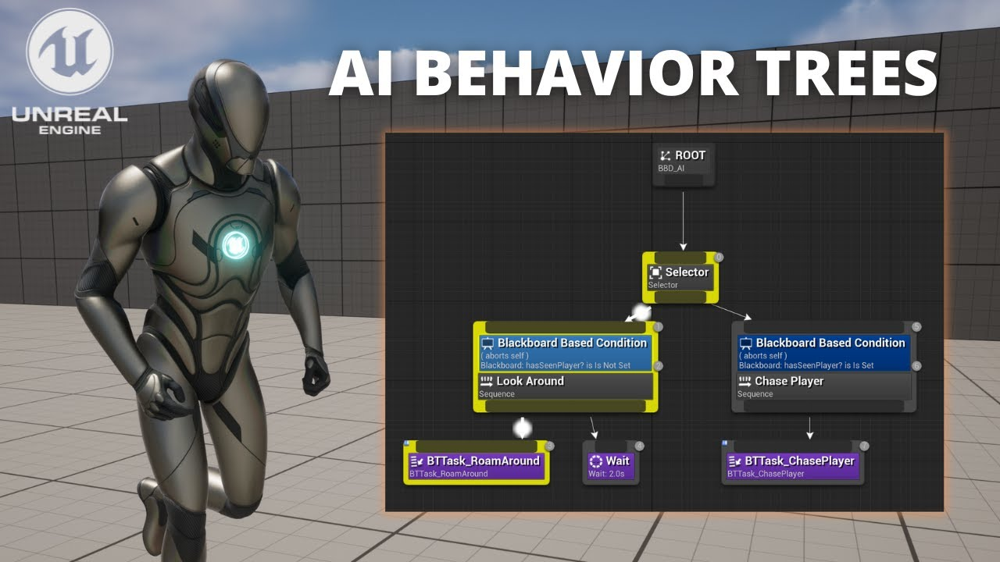 UNREAL
ENGINE
AI BEHAVIOR TREES
ROOT
BBD_AI
0
Selector
Selector
1
Blackboard Based Condition
( aborts self )
Blackboard: hasSeenPlayer? is Is Not Set
2
Look Around
Sequence
5
Blackboard Based Condition
( aborts self )
Blackboard: hasSeenPlayer? is Is Set
6
Chase Player
Sequence
3
BTTask_RoamAround
BTTask_RoamAround
4
Wait
Wait: 2.0s
7
BTTask_ChasePlayer
BTTask_ChasePlayer